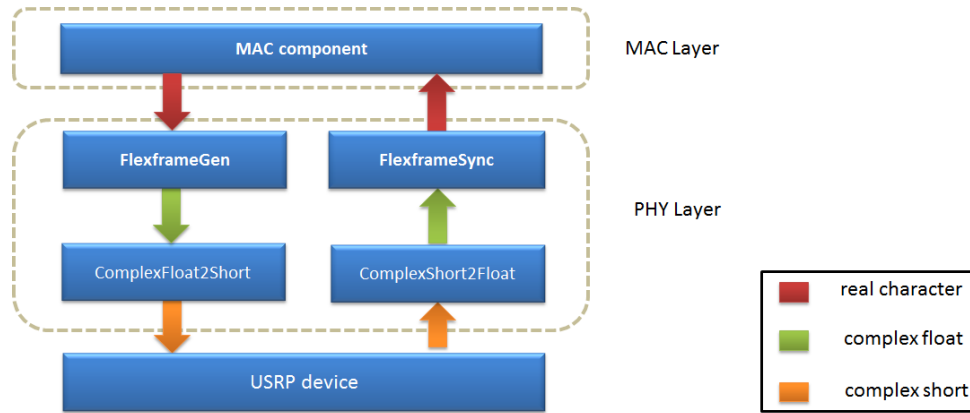 MAC component
MAC Layer
FlexframeGen
FlexframeSync
PHY Layer
ComplexFloat2Short
ComplexShort2Float
USRP device
real character
complex float
complex short